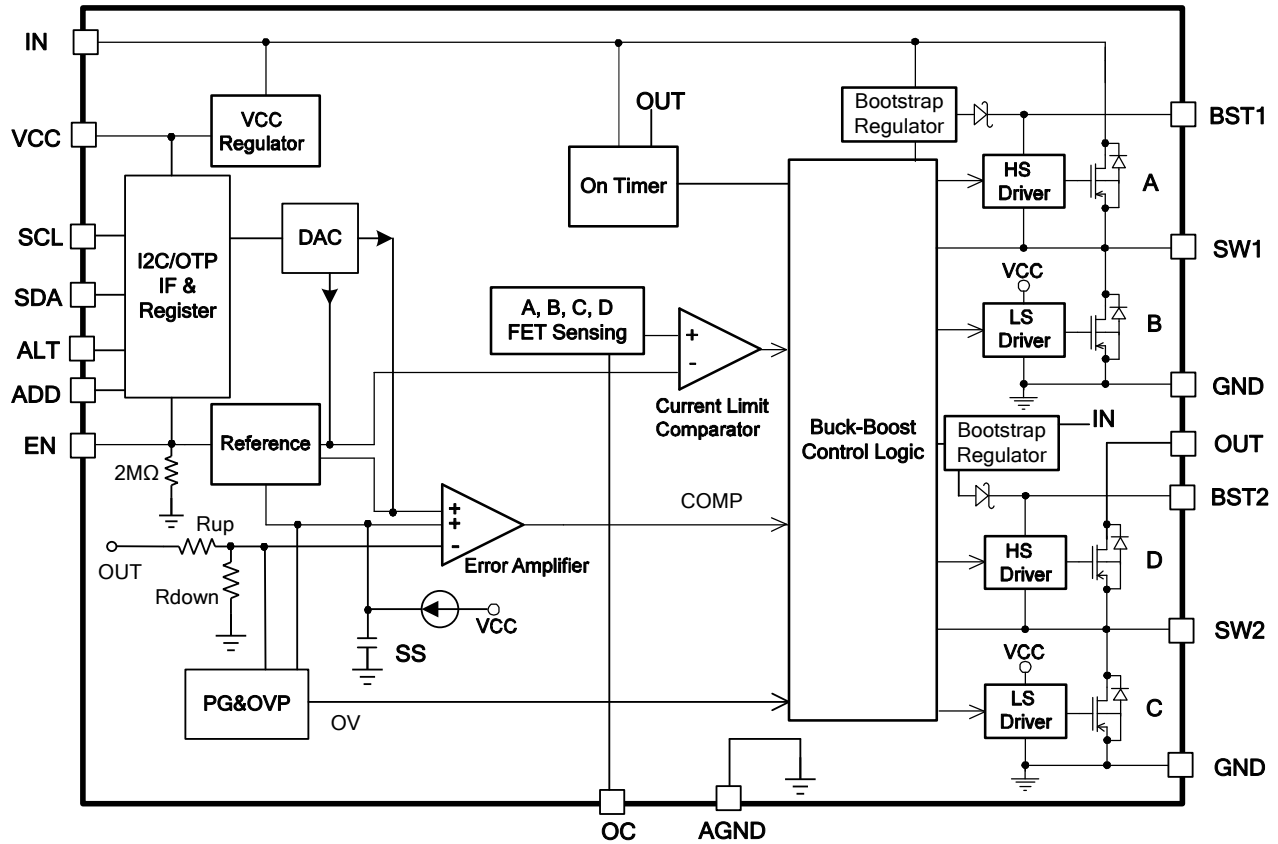 IN
VCC
Regulator
OUT
Bootstrap
Regulator
BST1
VCC
On Timer
HS
Driver
A
SCL
DAC
I2C/OTP
IF &
Register
SW1
VCC
SDA
A, B, C, D
FET Sensing
+
-
LS
Driver
B
ALT
ADD
Current Limit
Comparator
GND
EN
Reference
Buck-Boost
Control Logic
Bootstrap
Regulator
IN
OUT
2MΩ
BST2
COMP
Rup
+
+
-
OUT
Error Amplifier
HS
Driver
D
Rdown
VCC
SS
SW2
VCC
PG&OVP
OV
LS
Driver
C
GND
OC
AGND